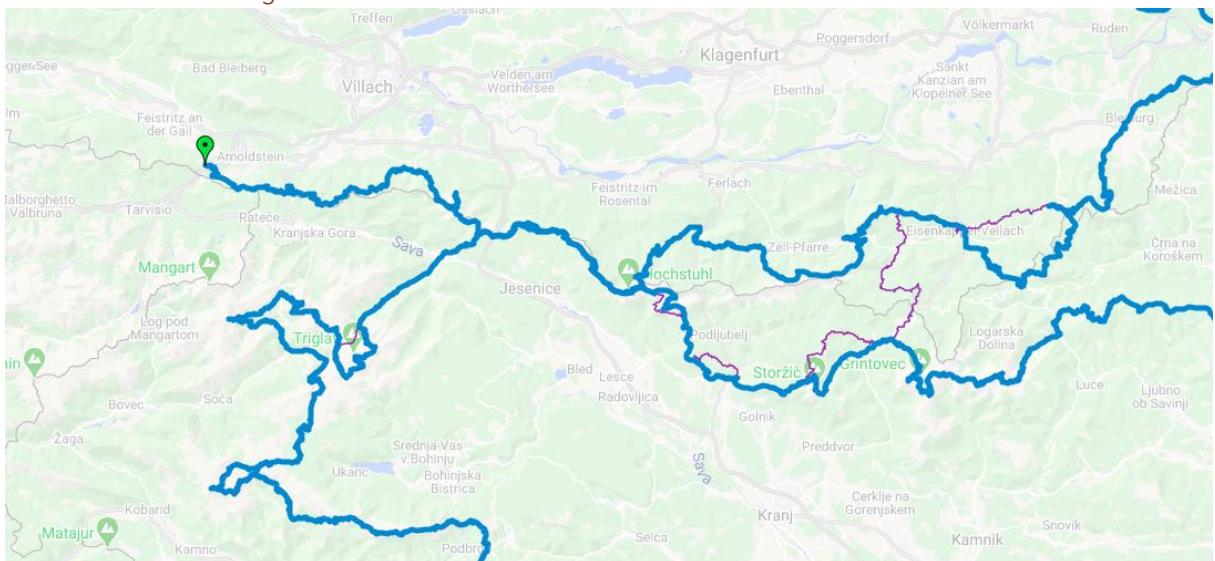 Treffen
Völkermarkt
Ruden
Poggersdorf
Klagenfurt
Bad Bleiberg
Velden am
Wörthersee
Villach
Sankt
Kanzian am
Klopeiner See
Ebenthal
Feistritz an
der Gail
Arnoldstein
Feistritz im
Rosental
Ferlach
Mežica
Malborghetto
Valbruna
Tarvisio
Rateče
Kranjska Gora
Sava
Zell-Pfarre
Eisenkappel-Vellach
Črna na
Koroškem
Mangart
Hochstuhl
Jesenice
Log pod
Mangartom
Podljubelj
Logarska
Dolina
Storžič
Grintovec
Bled
Lesce
Radovljica
Luče
Ljubno
ob Savinji
Soča
Bovec
Golnik
Žaga
Srednja Vas
v.Bohinju
Preddvor
Ukanc
Bohinjska
Bistrica
Sava
Cerklje na
Gorenjskem
Kobarid
Kranj
Snovik
Matajur
Kamno
Selca
Kamnik